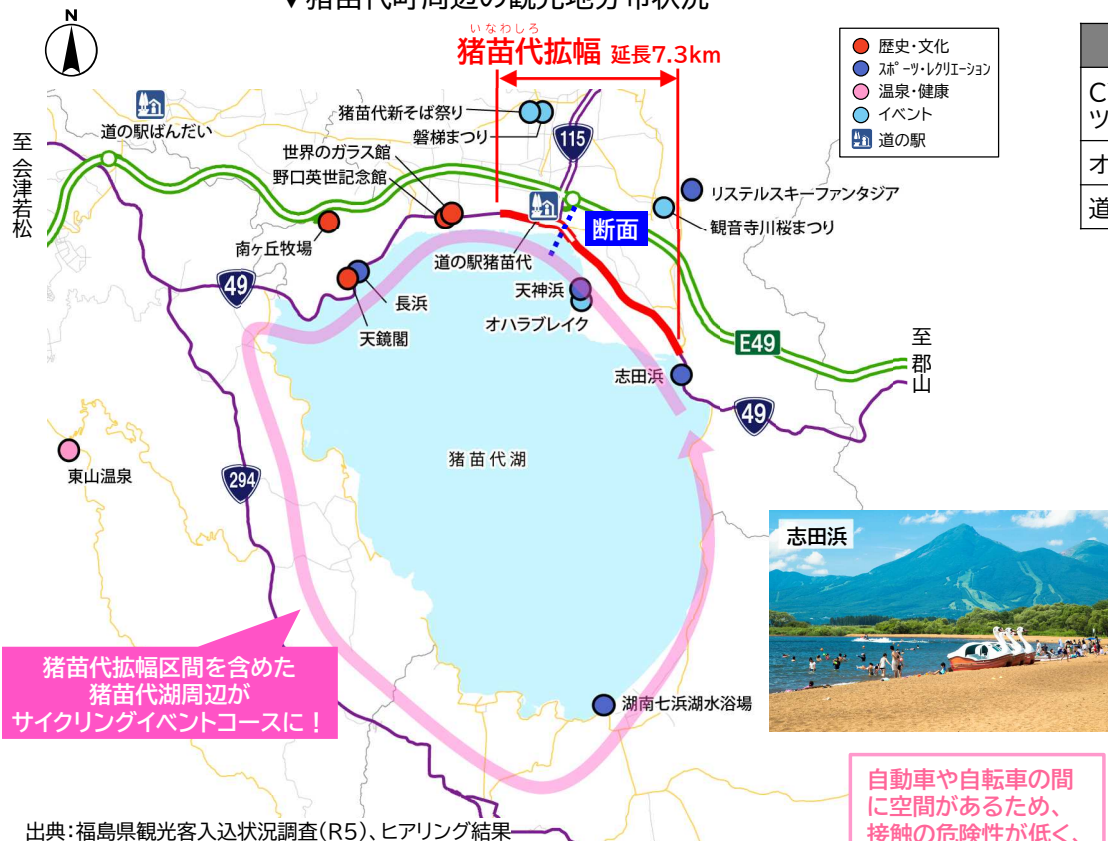 ▼猪苗代町周辺の観光地分布状況
N
いなわしろ
猪苗代拡幅 延長7.3km
歴史・文化
スポーツ・レクリエーション
温泉・健康
イベント
道の駅
C
ツ
オ
道
至会津若松
道の駅ばんだい
猪苗代新そば祭り
磐梯まつり
115
世界のガラス館
野口英世記念館
リステルスキーファンタジア
観音寺川桜まつり
断面
南ヶ丘牧場
道の駅猪苗代
49
長浜
天神浜
天鏡閣
オハラブレイク
E49
至郡山
志田浜
49
猪苗代湖
東山温泉
294
志田浜
猪苗代拡幅区間を含めた
猪苗代湖周辺が
サイクリングイベントコースに！
湖南七浜湖水浴場
自動車や自転車の間
に空間があるため、
接触の危険性が低く、
出典：福島県観光客入込状況調査(R5)、ヒアリング結果